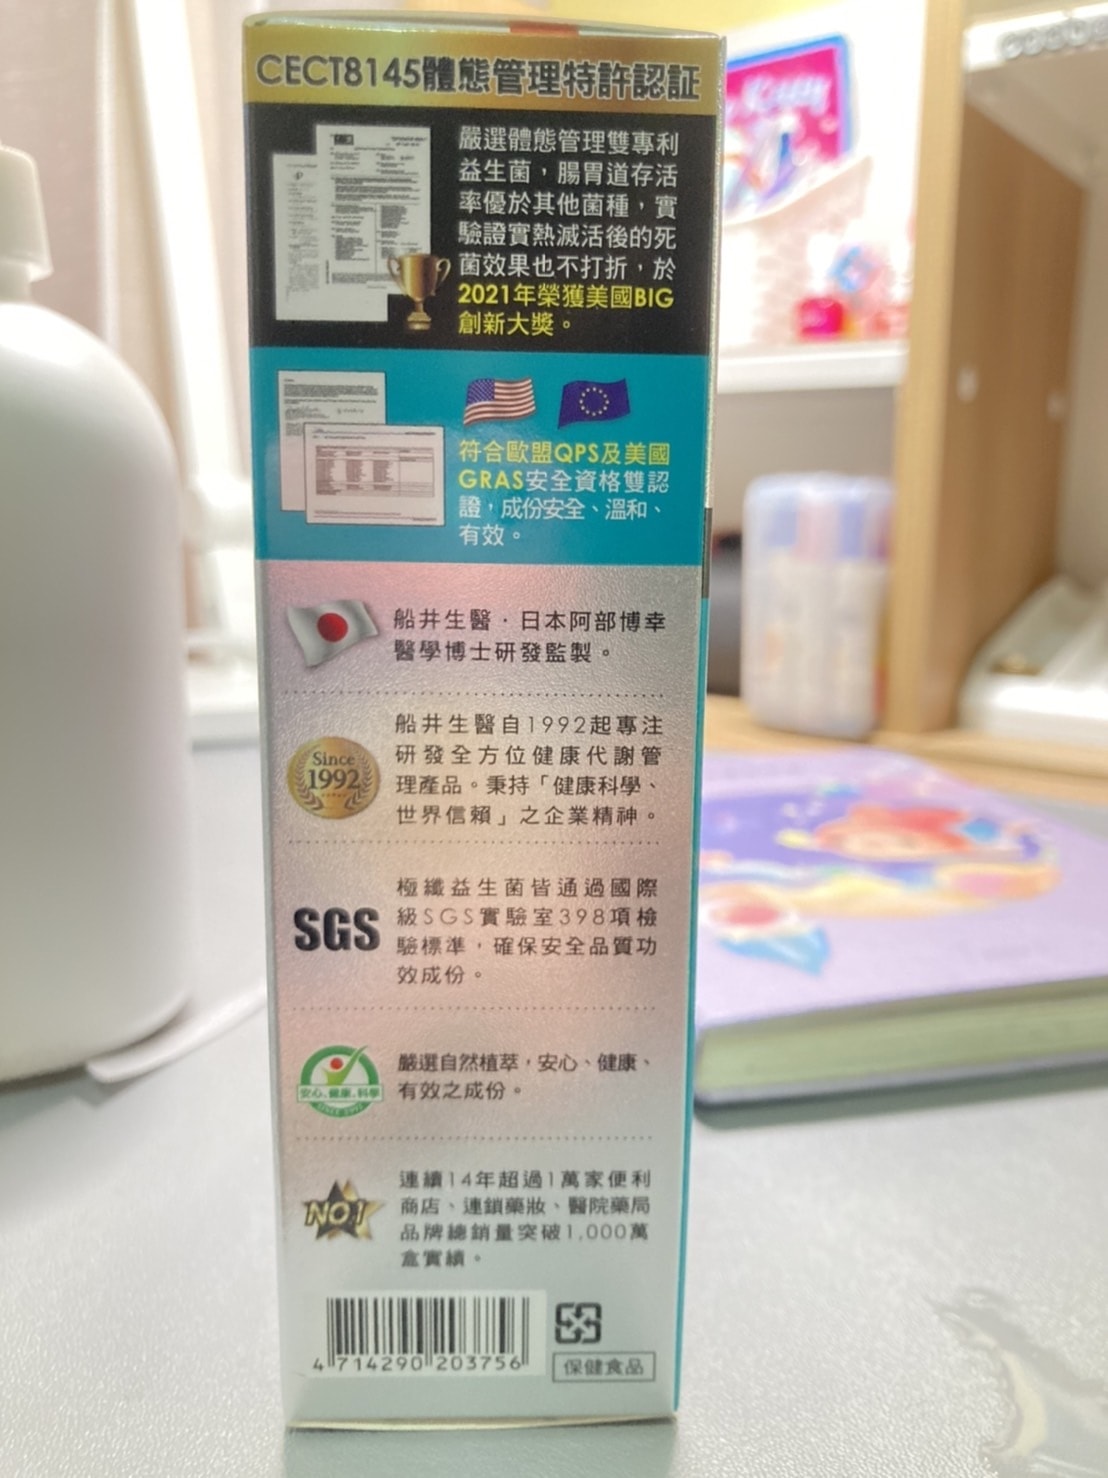 CECT8145體態管理特許認証
嚴選體態管理雙專利
益生菌，腸胃道存活
率優於其他菌種，實
驗證實熱滅活後的死
菌效果也不打折，於
2021年榮獲美國BIG
創新大獎。
符合歐盟QPS及美國
GRAS安全資格雙認
證，成份安全、溫和、
有效。
船井生醫．日本阿部博幸
醫學博士研發監製。
Since
1992
船井生醫自1992起專注
研發全方位健康代謝管
理產品。秉持「健康科學、
世界信賴」之企業精神。
SGS
極纖益生菌皆通過國際
級SGS實驗室398項檢
驗標準，確保安全品質功
效成份。
安心.健康.科學
嚴選自然植萃，安心、健康、
有效之成份。
NO.1
連續14年超過1萬家便利
商店、連鎖藥妝、醫院藥局
品牌總銷量突破1,000萬
盒實績。
4 714290 203756
保健食品